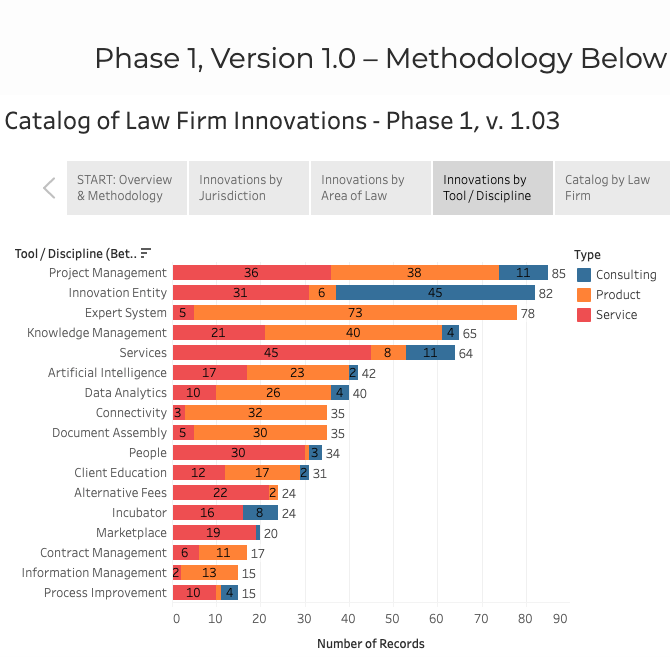 Phase 1, Version 1.0 – Methodology Below
Catalog of Law Firm Innovations - Phase 1, v. 1.03
START: Overview & Methodology
Innovations by Jurisdiction
Innovations by Area of Law
Innovations by Tool / Discipline
Catalog by Law Firm
Tool / Discipline (Bet..
Type
Consulting
Product
Service
Project Management 36 38 11 85
Innovation Entity 31 6 45 82
Expert System 5 73 78
Knowledge Management 21 40 4 65
Services 45 8 11 64
Artificial Intelligence 17 23 2 42
Data Analytics 10 26 4 40
Connectivity 3 32 35
Document Assembly 5 30 35
People 30 3 34
Client Education 12 17 2 31
Alternative Fees 22 2 24
Incubator 16 8 24
Marketplace 19 20
Contract Management 6 11 17
Information Management 2 13 15
Process Improvement 10 4 15
0 10 20 30 40 50 60 70 80 90
Number of Records